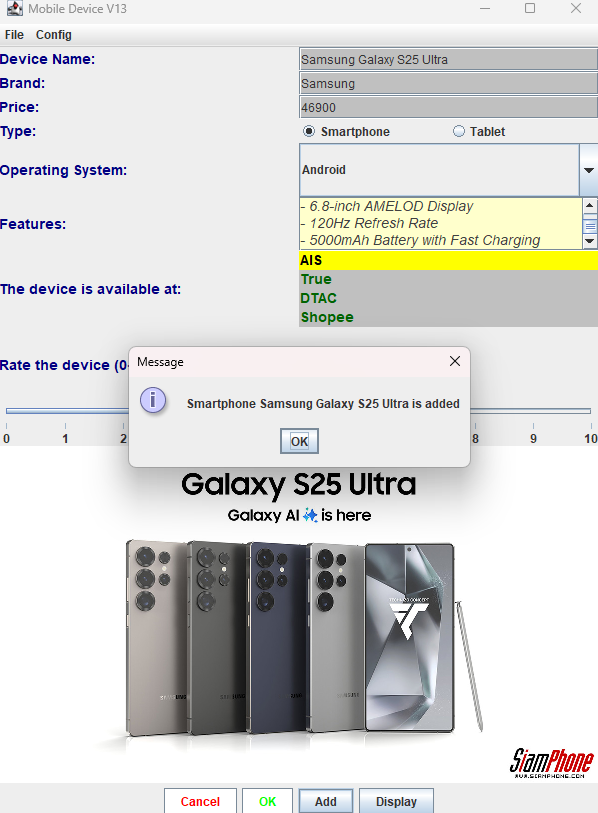 Mobile Device V13
File Config
Device Name: Samsung Galaxy S25 Ultra
Brand: Samsung
Price: 46900
Type: Smartphone Tablet
Operating System: Android
Features:
- 6.8-inch AMELOD Display
- 120Hz Refresh Rate
- 5000mAh Battery with Fast Charging
The device is available at:
AIS
True
DTAC
Shopee
Rate the device (0-
Message
Smartphone Samsung Galaxy S25 Ultra is added
OK
0 1 2 8 9 10
Galaxy S25 Ultra
Galaxy AI is here
TECHNIZO CONCEPT
SAMSUNG
SiamPhone
WWW.SIAMPHONE.COM
Cancel OK Add Display